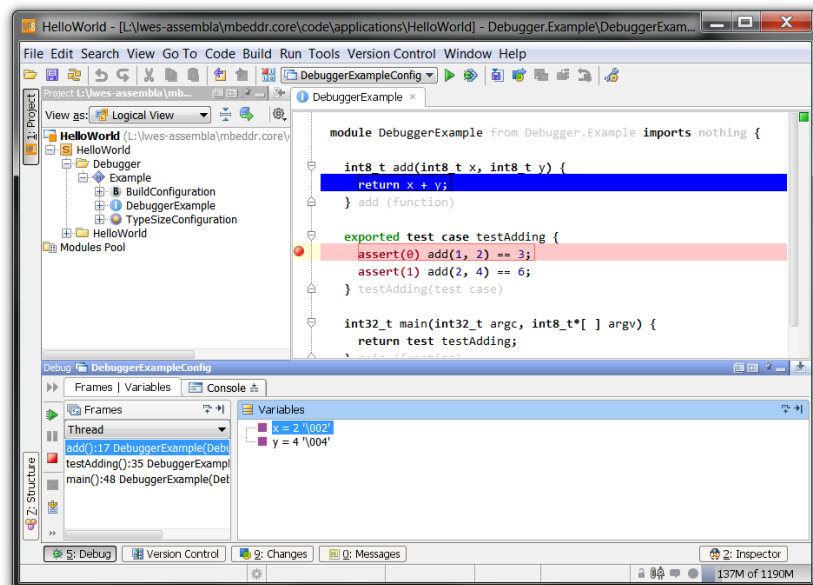 HelloWorld - [L:\lwes-assembla\mbeddr.core\code\applications\HelloWorld] - Debugger.Example\DebuggerExam...
File Edit Search View Go To Code Build Run Tools Version Control Window Help
DebuggerExampleConfig
1: Project
Project L:\lwes-assembla\mb...
DebuggerExample ×
View as: Logical View
HelloWorld (L:\lwes-assembla\mbeddr.core\
HelloWorld
Debugger
Example
B BuildConfiguration
I DebuggerExample
TypeSizeConfiguration
HelloWorld
Modules Pool
module DebuggerExample from Debugger.Example imports nothing {
int8_t add(int8_t x, int8_t y) {
return x + y;
} add (function)
exported test case testAdding {
assert(0) add(1, 2) == 3;
assert(1) add(2, 4) == 6;
} testAdding(test case)
int32_t main(int32_t argc, int8_t*[ ] argv) {
return test testAdding;
} main (function)
Debug DebuggerExampleConfig
Frames | Variables
Console
Frames
Thread
add():17 DebuggerExample(Debu
testAdding():35 DebuggerExampl
main():48 DebuggerExample(Deb
Variables
x = 2 '\002'
y = 4 '\004'
Z: Structure
5: Debug
Version Control
9: Changes
0: Messages
2: Inspector
137M of 1190M